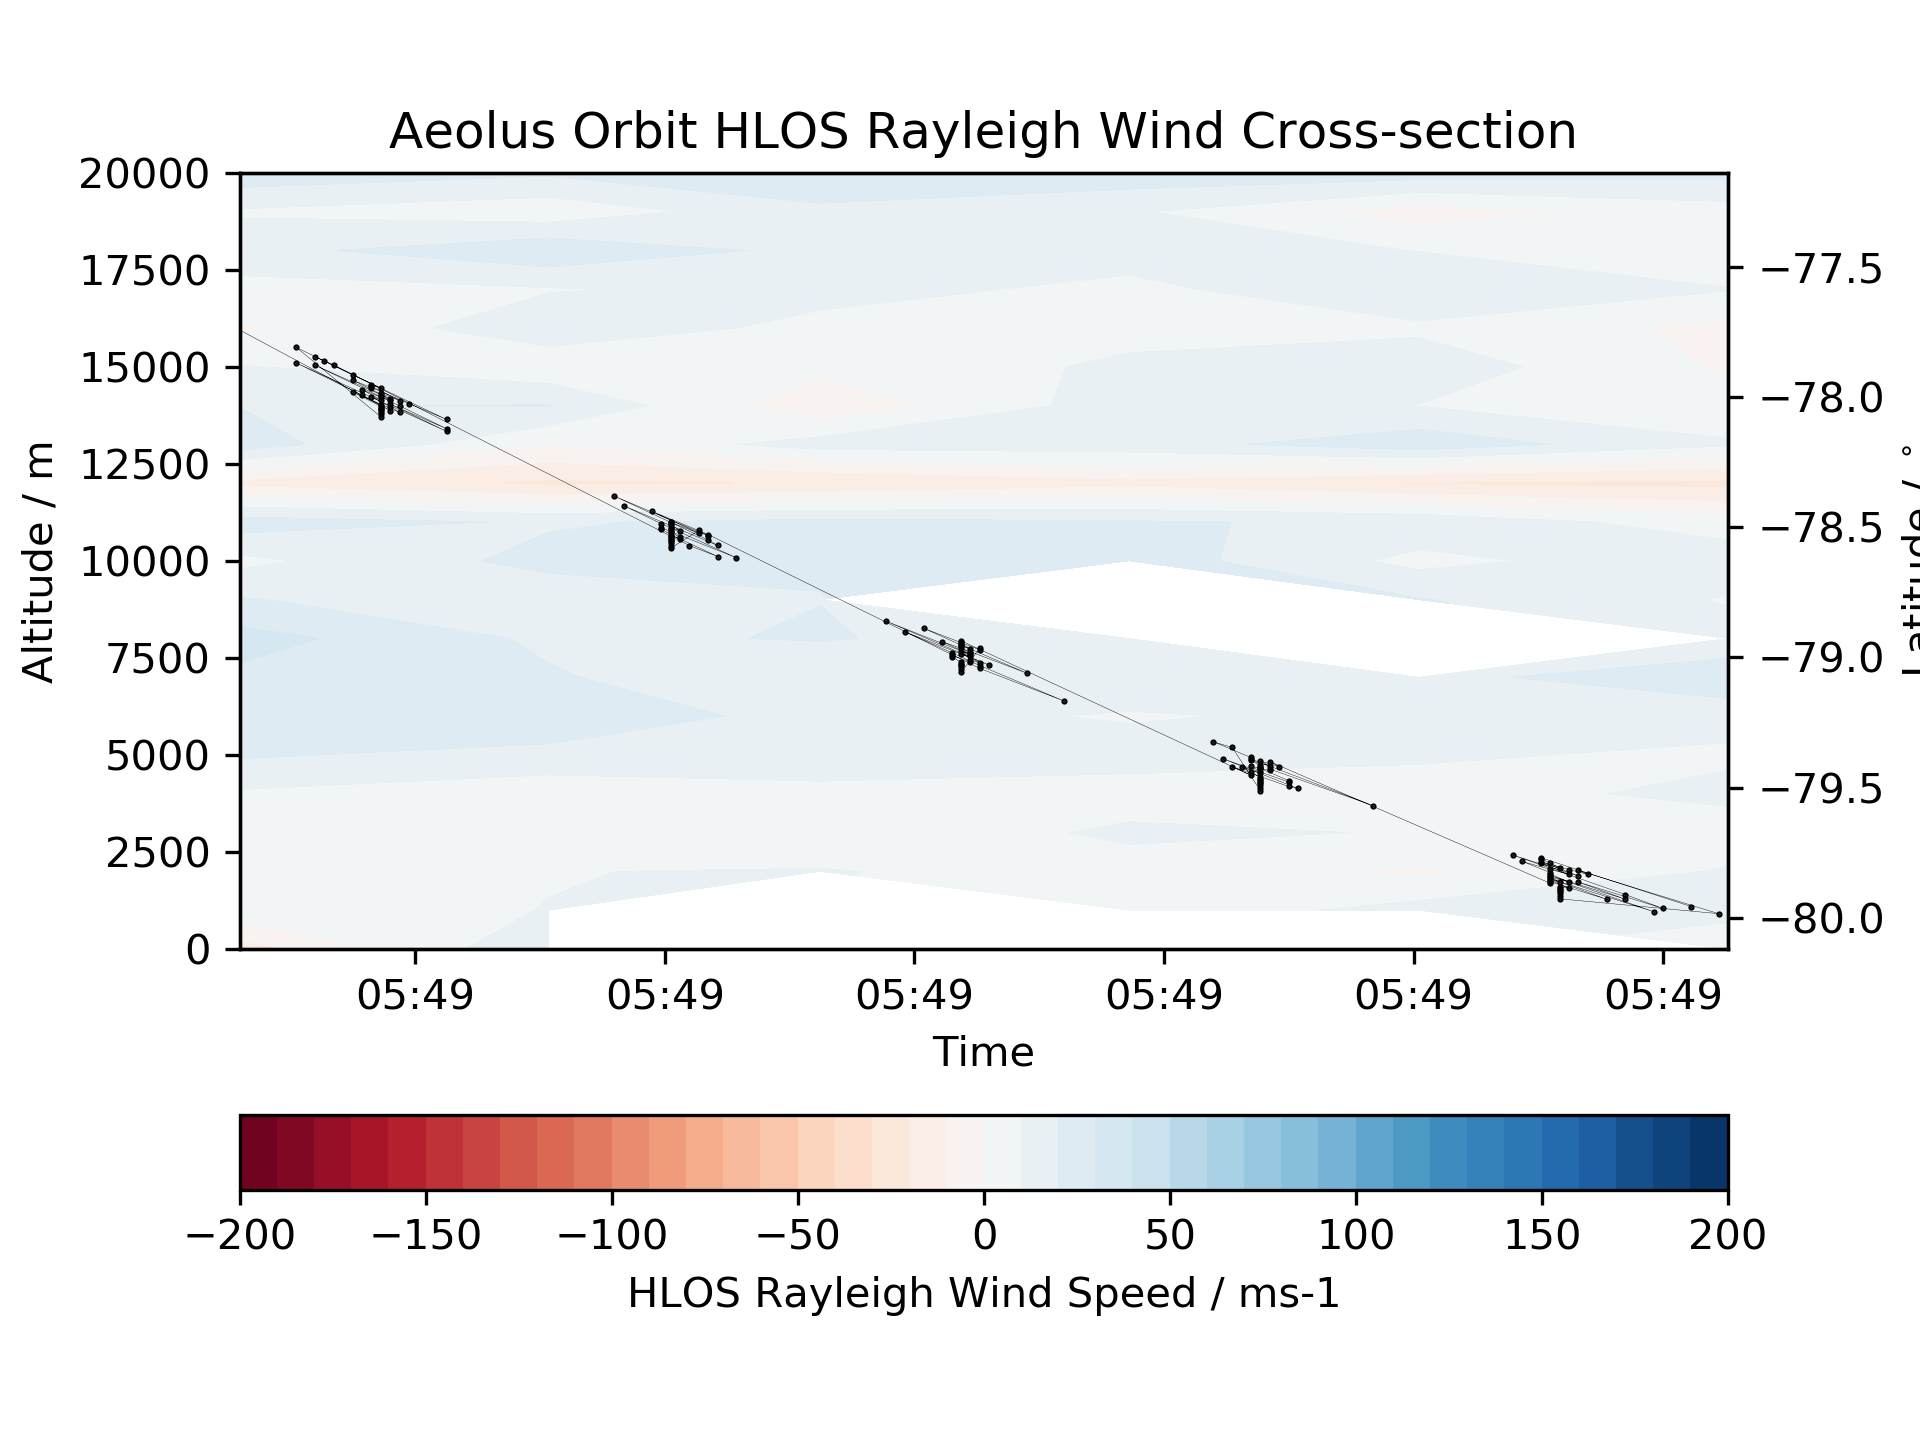 Aeolus Orbit HLOS Rayleigh Wind Cross-section
20000
17500
15000
12500
10000
7500
5000
2500
0
Altitude / m
−77.5
−78.0
−78.5
−79.0
−79.5
−80.0
Latitude / °
05:49 05:49 05:49 05:49 05:49 05:49
Time
−200 −150 −100 −50 0 50 100 150 200
HLOS Rayleigh Wind Speed / ms-1